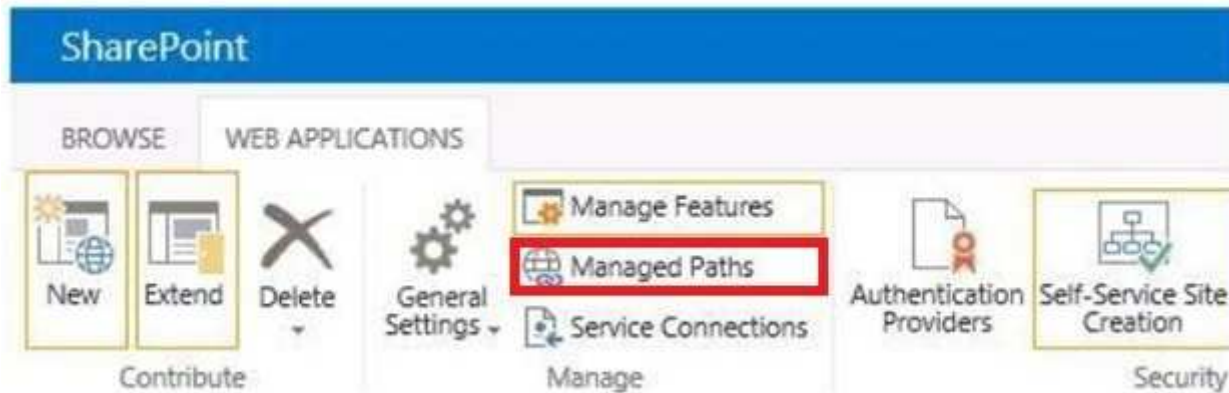 SharePoint
BROWSE WEB APPLICATIONS
New
Extend
Delete
General
Settings
Manage Features
Managed Paths
Service Connections
Authentication
Providers
Self-Service Site
Creation
Contribute
Manage
Security